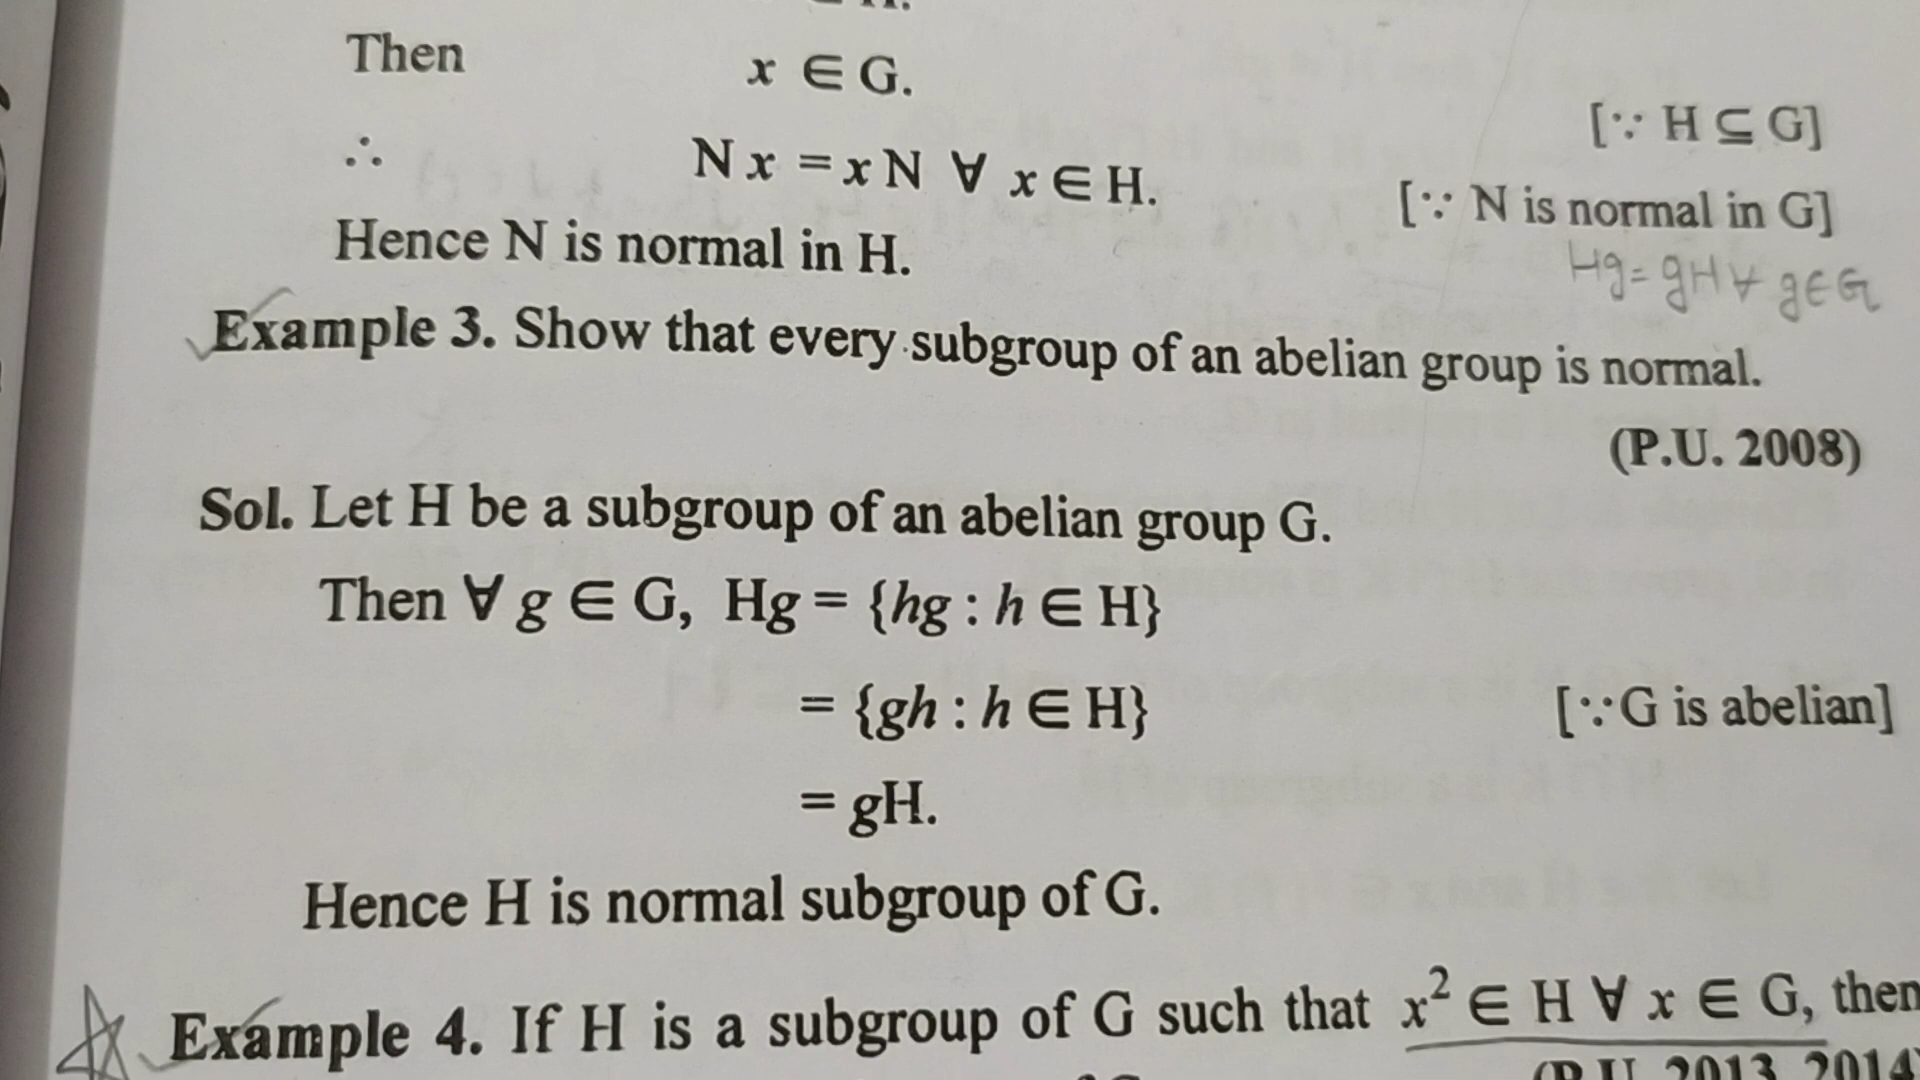 Then x ∈ G.
[∵ H ⊆ G]
∴ N x = x N ∀ x ∈ H.
[∵ N is normal in G]
Hence N is normal in H.
Hg = gH ∀ g ∈ G
Example 3. Show that every subgroup of an abelian group is normal.
(P.U. 2008)
Sol. Let H be a subgroup of an abelian group G.
Then ∀ g ∈ G, Hg = {hg : h ∈ H}
= {gh : h ∈ H} [∵ G is abelian]
= gH.
Hence H is normal subgroup of G.
Example 4. If H is a subgroup of G such that x² ∈ H ∀ x ∈ G, then
(P.U. 2013, 2014)